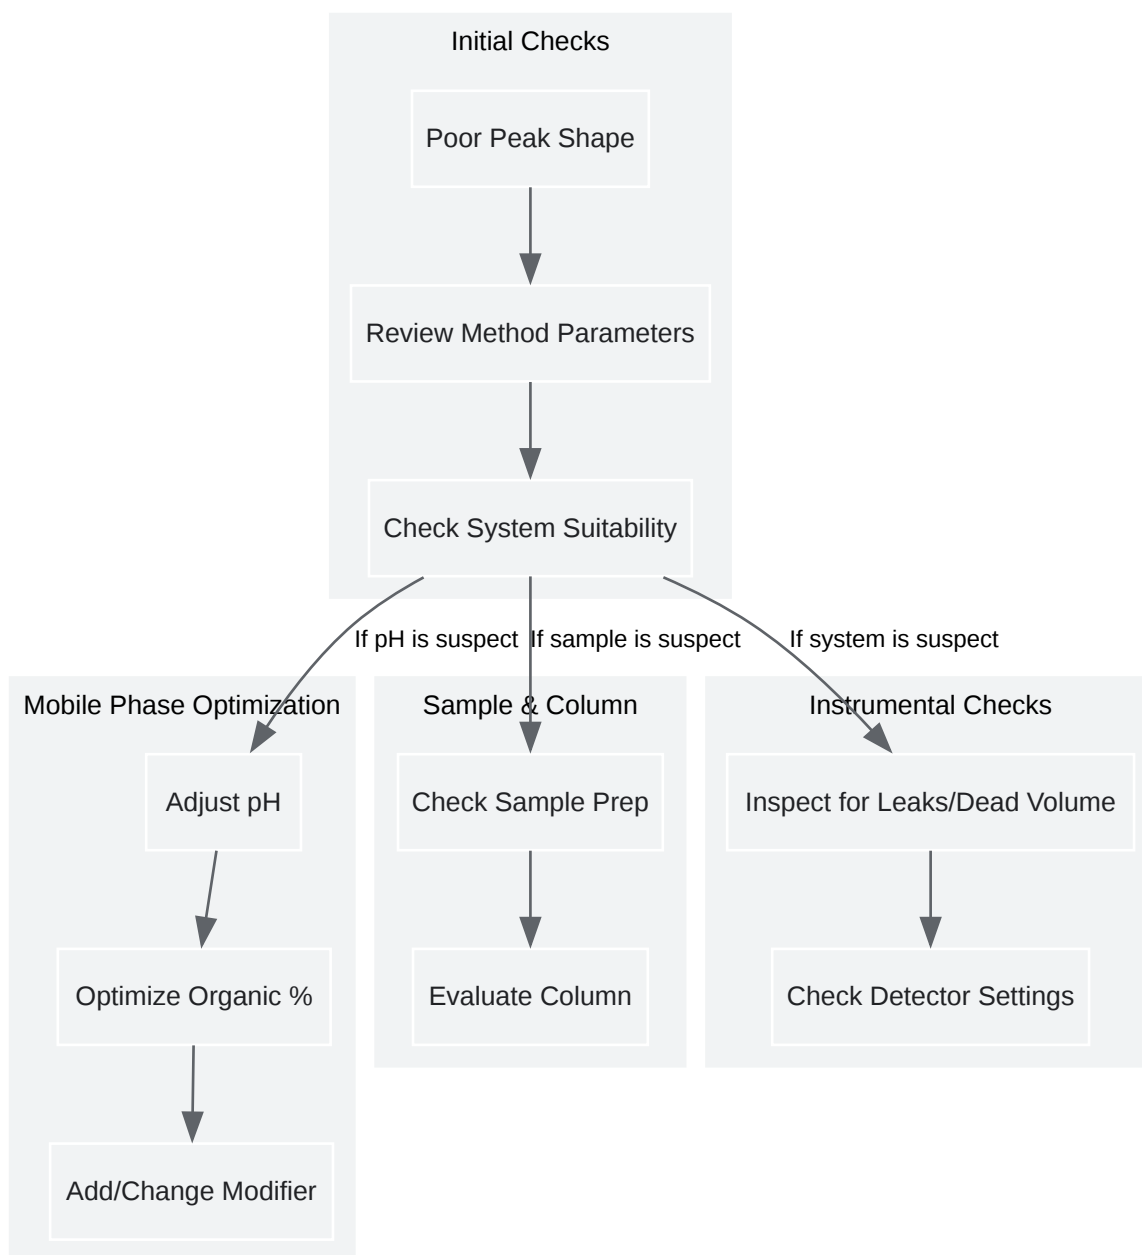 Initial Checks
Poor Peak Shape
Review Method Parameters
Check System Suitability
If pH is suspect
If sample is suspect
If system is suspect
Mobile Phase Optimization
Sample & Column
Instrumental Checks
Adjust pH
Check Sample Prep
Inspect for Leaks/Dead Volume
Optimize Organic %
Evaluate Column
Check Detector Settings
Add/Change Modifier